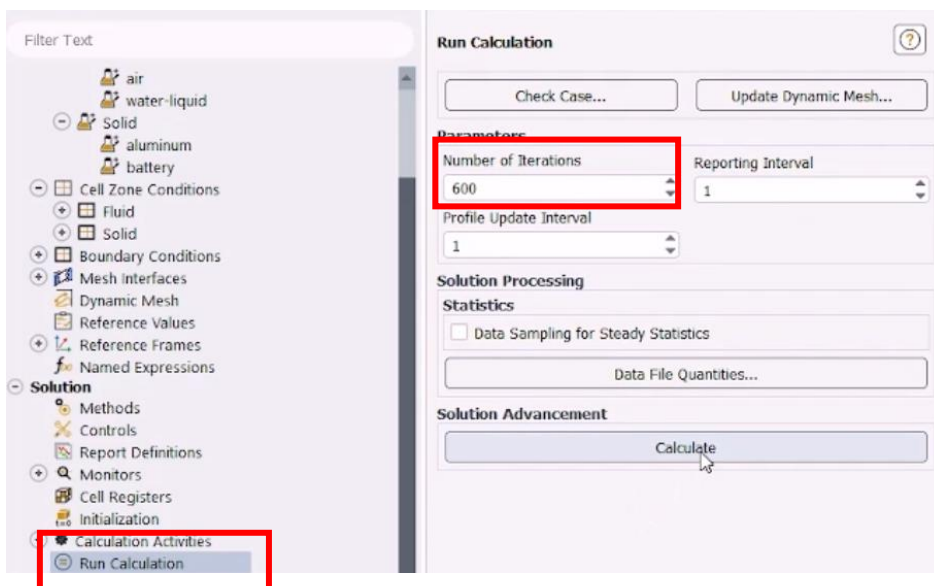 Filter Text
air
water-liquid
Solid
aluminum
battery
Cell Zone Conditions
Fluid
Solid
Boundary Conditions
Mesh Interfaces
Dynamic Mesh
Reference Values
Reference Frames
Named Expressions
Solution
Methods
Controls
Report Definitions
Monitors
Cell Registers
Initialization
Calculation Activities
Run Calculation
Run Calculation
?
Check Case... Update Dynamic Mesh...
Parameters
Number of Iterations Reporting Interval
600 1
Profile Update Interval
1
Solution Processing
Statistics
Data Sampling for Steady Statistics
Data File Quantities...
Solution Advancement
Calculate